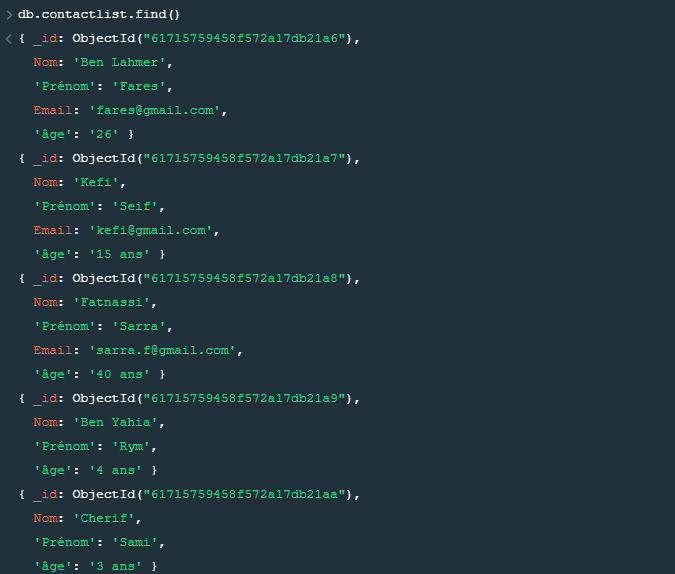 > db.contactlist.find()
< { _id: ObjectId("61715759458f572a17db21a6"),
Nom: 'Ben Lahmer',
'Prénom': 'Fares',
Email: 'fares@gmail.com',
'âge': '26' }
{ _id: ObjectId("61715759458f572a17db21a7"),
Nom: 'Kefi',
'Prénom': 'Seif',
Email: 'kefi@gmail.com',
'âge': '15 ans' }
{ _id: ObjectId("61715759458f572a17db21a8"),
Nom: 'Fatnassi',
'Prénom': 'Sarra',
Email: 'sarra.f@gmail.com',
'âge': '40 ans' }
{ _id: ObjectId("61715759458f572a17db21a9"),
Nom: 'Ben Yahia',
'Prénom': 'Rym',
'âge': '4 ans' }
{ _id: ObjectId("61715759458f572a17db21aa"),
Nom: 'Cherif',
'Prénom': 'Sami',
'âge': '3 ans' }